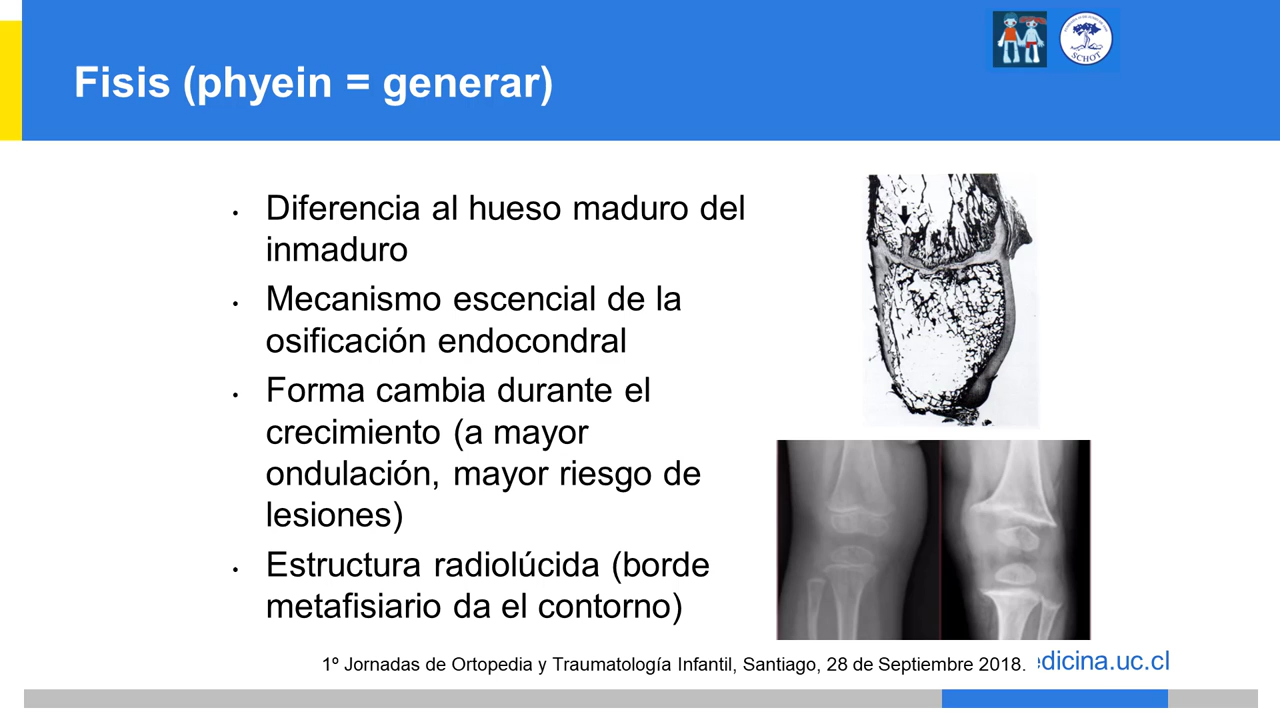 Fisis (phyein = generar)
SCHOT
Diferencia al hueso maduro del
inmaduro
Mecanismo escencial de la
osificación endocondral
Forma cambia durante el
crecimiento (a mayor
ondulación, mayor riesgo de
lesiones)
Estructura radiolúcida (borde
metafisiario da el contorno)
1º Jornadas de Ortopedia y Traumatología Infantil, Santiago, 28 de Septiembre 2018.
edicina.uc.cl